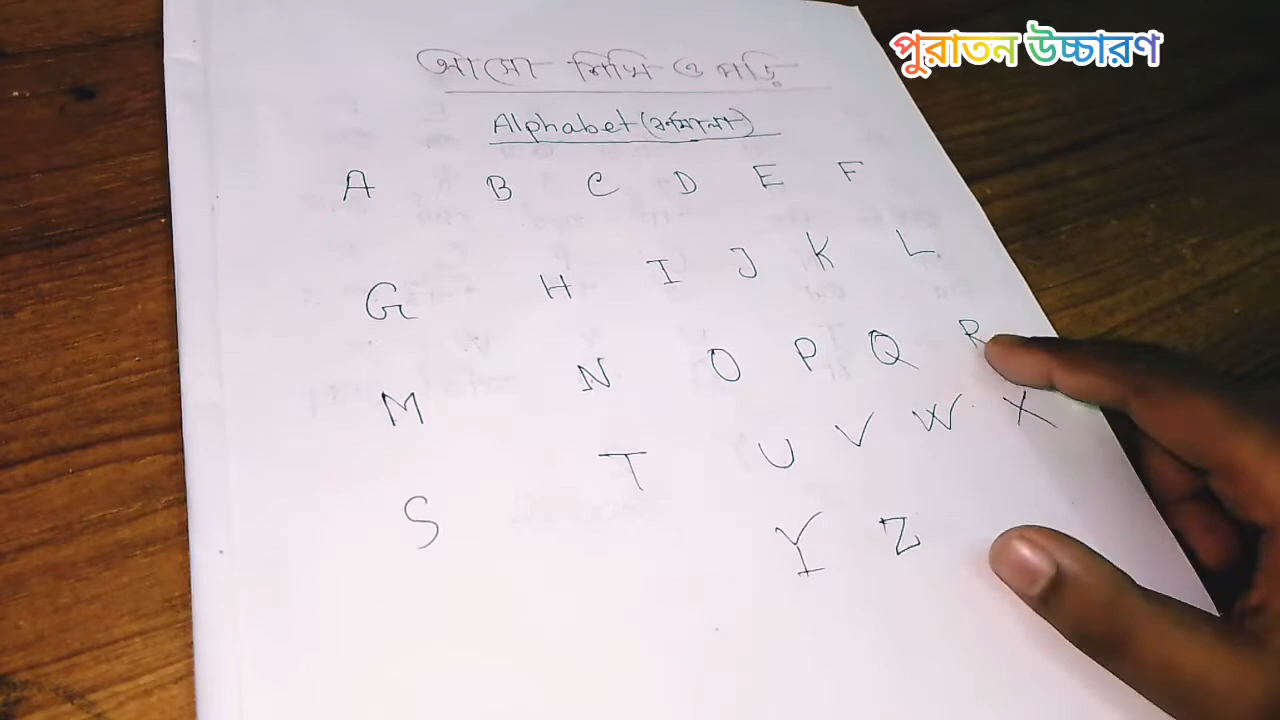 পুরাতন উচ্চারণ
আসো শিখি ও পড়ি
Alphabet (বর্ণমালা)
A B C D E F
G H I J K L
M N O P Q R
S T U V W X
Y Z